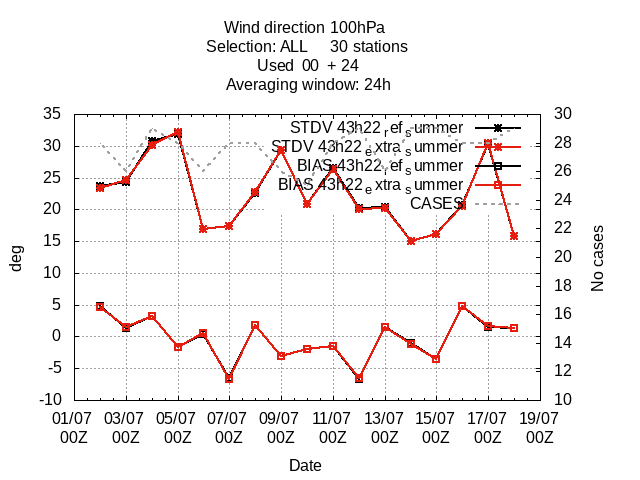 Wind direction 100hPa
Selection: ALL     30 stations
Used  00  + 24
Averaging window: 24h
STDV 43h22_ref_summer
STDV 43h22_extra_summer
BIAS 43h22_ref_summer
BIAS 43h22_extra_summer
CASES
deg
35
30
25
20
15
10
5
0
-5
-10
No cases
30
28
26
24
22
20
18
16
14
12
10
01/07 03/07 05/07 07/07 09/07 11/07 13/07 15/07 17/07 19/07
00Z 00Z 00Z 00Z 00Z 00Z 00Z 00Z 00Z 00Z
Date